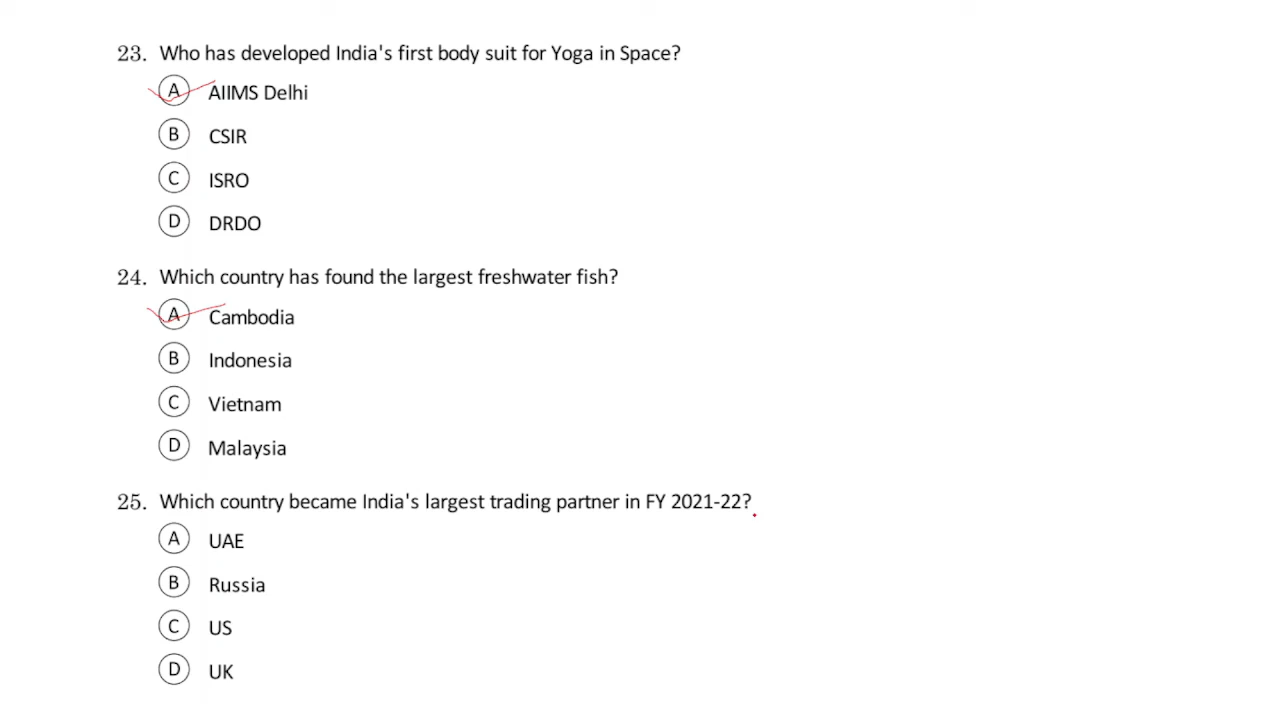 23. Who has developed India's first body suit for Yoga in Space?
A AIIMS Delhi
B CSIR
C ISRO
D DRDO
24. Which country has found the largest freshwater fish?
A Cambodia
B Indonesia
C Vietnam
D Malaysia
25. Which country became India's largest trading partner in FY 2021-22?
A UAE
B Russia
C US
D UK